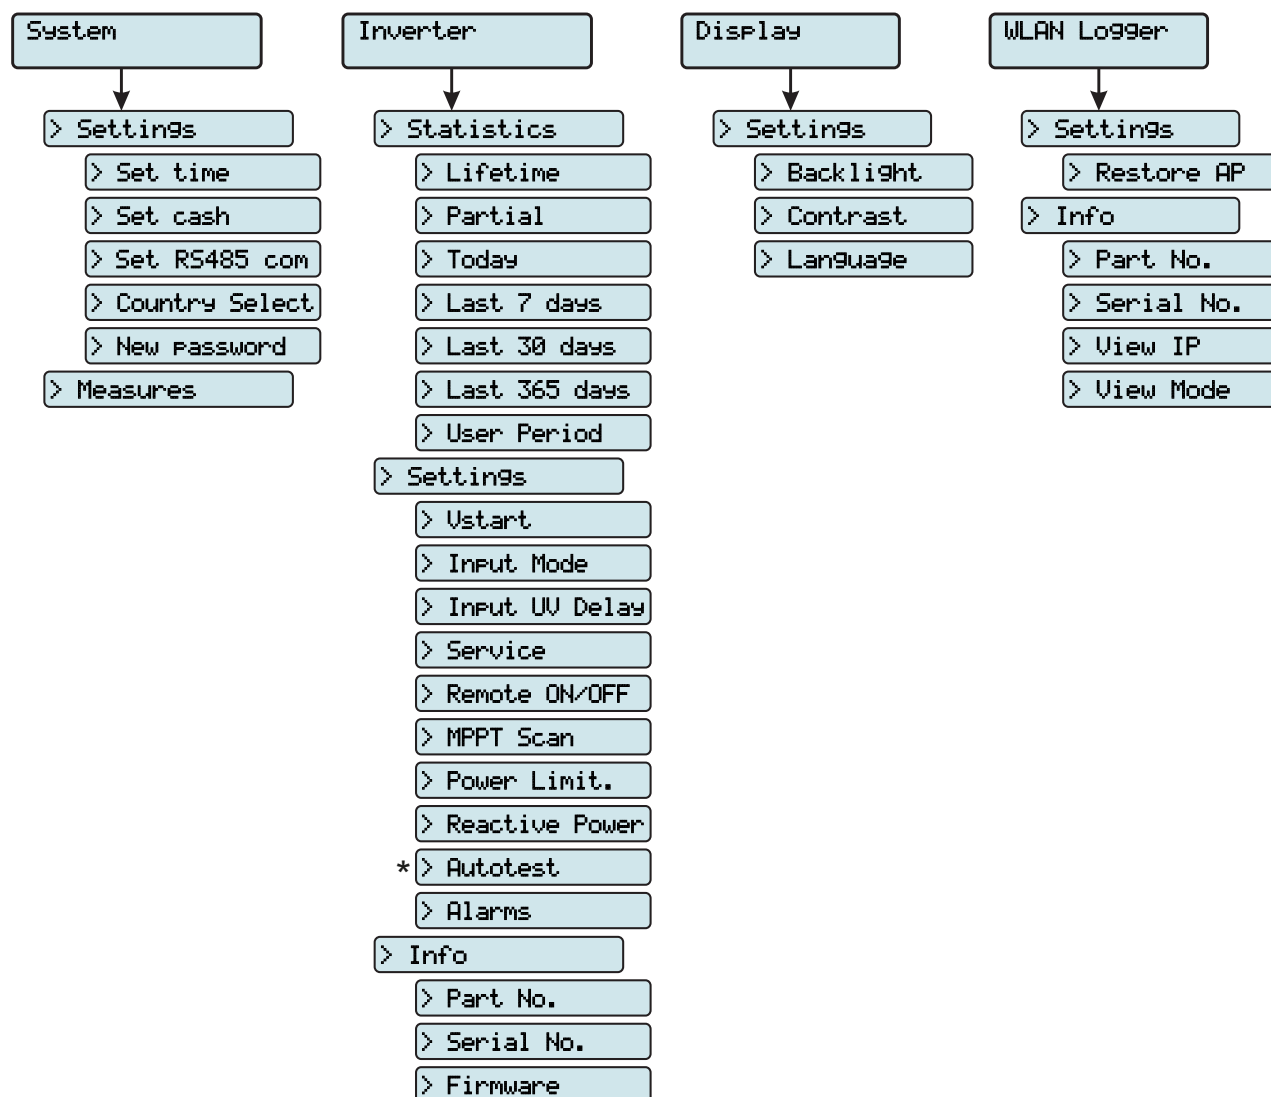 System
> Settings
> Set time
> Set cash
> Set RS485 com
> Country Select
> New password
> Measures
Inverter
> Statistics
> Lifetime
> Partial
> Today
> Last 7 days
> Last 30 days
> Last 365 days
> User Period
> Settings
> Vstart
> Input Mode
> Input UV Delay
> Service
> Remote ON/OFF
> MPPT Scan
> Power Limit.
> Reactive Power
*> Autotest
> Alarms
> Info
> Part No.
> Serial No.
> Firmware
Display
> Settings
> Backlight
> Contrast
> Language
WLAN Logger
> Settings
> Restore AP
> Info
> Part No.
> Serial No.
> View IP
> View Mode